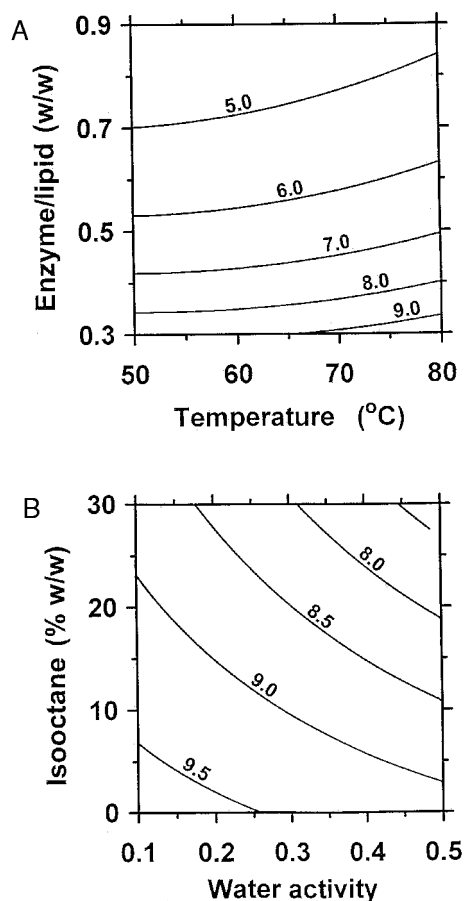 A
0.9
0.7
0.5
0.3
Enzyme/lipid (w/w)
5.0
6.0
7.0
8.0
9.0
50 60 70 80
Temperature (°C)
B
30
20
10
0
Isooctane (% w/w)
8.0
8.5
9.0
9.5
0.1 0.2 0.3 0.4 0.5
Water activity